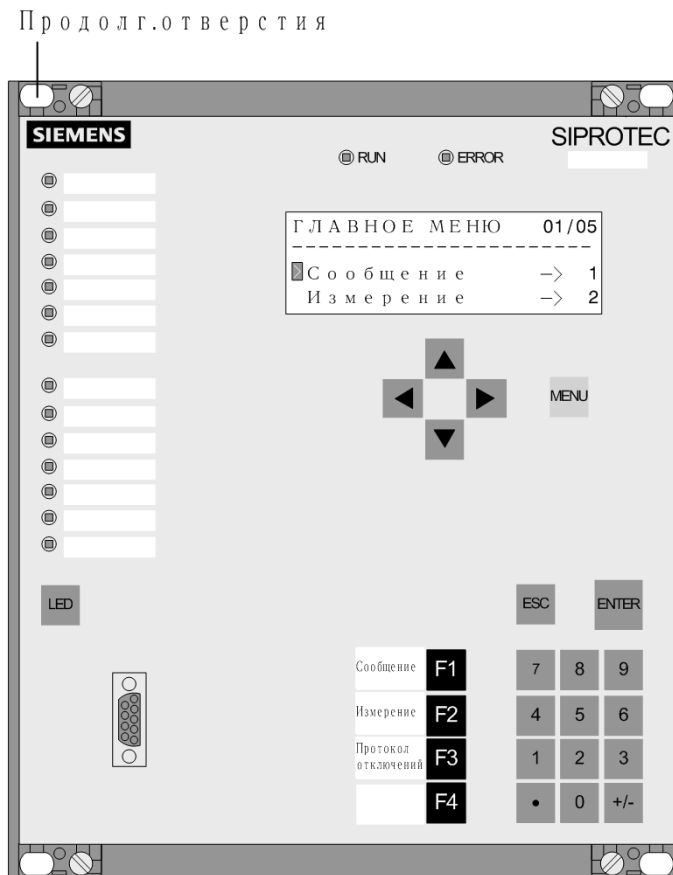 Продолг.отверстия
SIEMENS
SIPROTEC
RUN
ERROR
ГЛАВНОЕ МЕНЮ 01/05
--------------------
>Сообщение -> 1
Измерение -> 2
MENU
LED
ESC
ENTER
Сообщение F1
7 8 9
Измерение F2
4 5 6
Протокол
отключений F3
1 2 3
F4
• 0 +/-